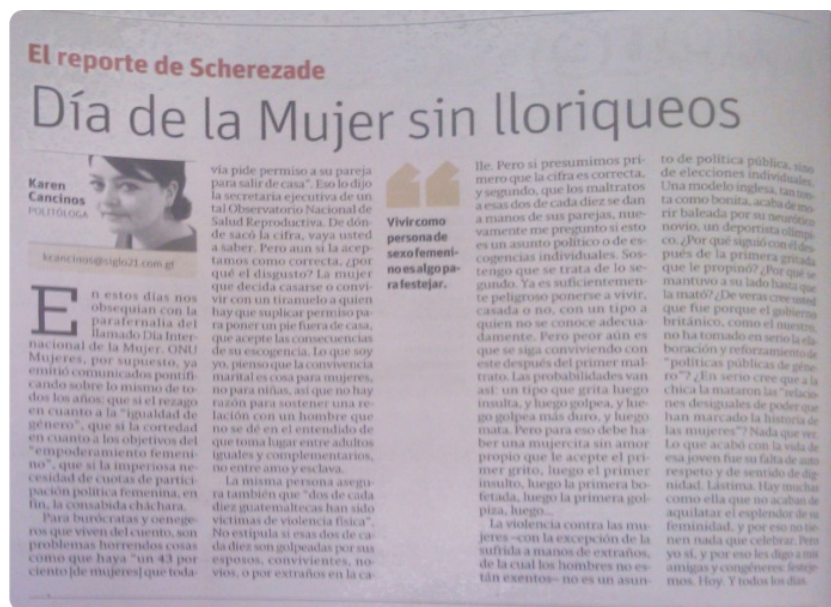 El reporte de Scherezade
Día de la Mujer sin lloriqueos
Karen
Cancinos
POLITÓLOGA
kcancinos@siglo21.com.gt
En estos días nos
obsequian con la
parafernalia del
llamado Día Inter-
nacional de la Mujer. ONU
Mujeres, por supuesto, ya
emitió comunicados pontifi-
cando sobre lo mismo de to-
dos los años: que si el rezago
en cuanto a la "igualdad de
género", que si la cortedad
en cuanto a los objetivos del
"empoderamiento femeni-
no", que si la imperiosa ne-
cesidad de cuotas de partici-
pación política femenina, en
fin, la consabida cháchara.
Para burócratas y oenege-
ros que viven del cuento, son
problemas horrendos cosas
como que haya "un 43 por
ciento [de mujeres] que toda-
vía pide permiso a su pareja
para salir de casa". Eso lo dijo
la secretaria ejecutiva de un
tal Observatorio Nacional de
Salud Reproductiva. De dón-
de sacó la cifra, vaya usted
a saber. Pero aun si la acep-
tamos como correcta, ¿por
qué el disgusto? La mujer
que decida casarse o convi-
vir con un tiranuelo a quien
hay que suplicar permiso pa-
ra poner un pie fuera de casa,
que acepte las consecuencias
de su escogencia. Lo que soy
yo, pienso que la convivencia
marital es cosa para mujeres,
no para niñas, así que no hay
razón para sostener una re-
lación con un hombre que
no se dé en el entendido de
que toma lugar entre adultos
iguales y complementarios,
no entre amo y esclava.
La misma persona asegu-
ra también que "dos de cada
diez guatemaltecas han sido
víctimas de violencia física".
No estipula si esas dos de ca-
da diez son golpeadas por sus
esposos, convivientes, no-
vios, o por extraños en la ca-
Vivir como
persona de
sexo femeni-
no es algo pa-
ra festejar.
lle. Pero si presumimos pri-
mero que la cifra es correcta,
y segundo, que los maltratos
a esas dos de cada diez se dan
a manos de sus parejas, nue-
vamente me pregunto si esto
es un asunto político o de es-
cogencias individuales. Sos-
tengo que se trata de lo se-
gundo. Ya es suficientemen-
te peligroso ponerse a vivir,
casada o no, con un tipo a
quien no se conoce adecua-
damente. Pero peor aún es
que se siga conviviendo con
este después del primer mal-
trato. Las probabilidades van
así: un tipo que grita luego
insulta, y luego golpea, y lue-
go golpea más duro, y luego
mata. Pero para eso debe ha-
ber una mujercita sin amor
propio que le acepte el pri-
mer grito, luego el primer
insulto, luego la primera bo-
fetada, luego la primera gol-
piza, luego...
La violencia contra las mu-
jeres –con la excepción de la
sufrida a manos de extraños,
de la cual los hombres no es-
tán exentos– no es un asun-
to de política pública, sino
de elecciones individuales.
Una modelo inglesa, tan ton-
ta como bonita, acaba de mo-
rir baleada por su neurótico
novio, un deportista olímpi-
co. ¿Por qué siguió con él des-
pués de la primera gritada
que le propinó? ¿Por qué se
mantuvo a su lado hasta que
la mató? ¿De veras cree usted
que fue porque el gobierno
británico, como el nuestro,
no ha tomado en serio la ela-
boración y reforzamiento de
"políticas públicas de géne-
ro"? ¿En serio cree que a la
chica la mataron las "relacio-
nes desiguales de poder que
han marcado la historia de
las mujeres"? Nada que ver.
Lo que acabó con la vida de
esa joven fue su falta de auto
respeto y de sentido de dig-
nidad. Lástima. Hay muchas
como ella que no acaban de
aquilatar el esplendor de su
feminidad, y por eso no tie-
nen nada que celebrar. Pero
yo sí, y por eso les digo a mis
amigas y congéneres: festeje-
mos. Hoy. Y todos los días.